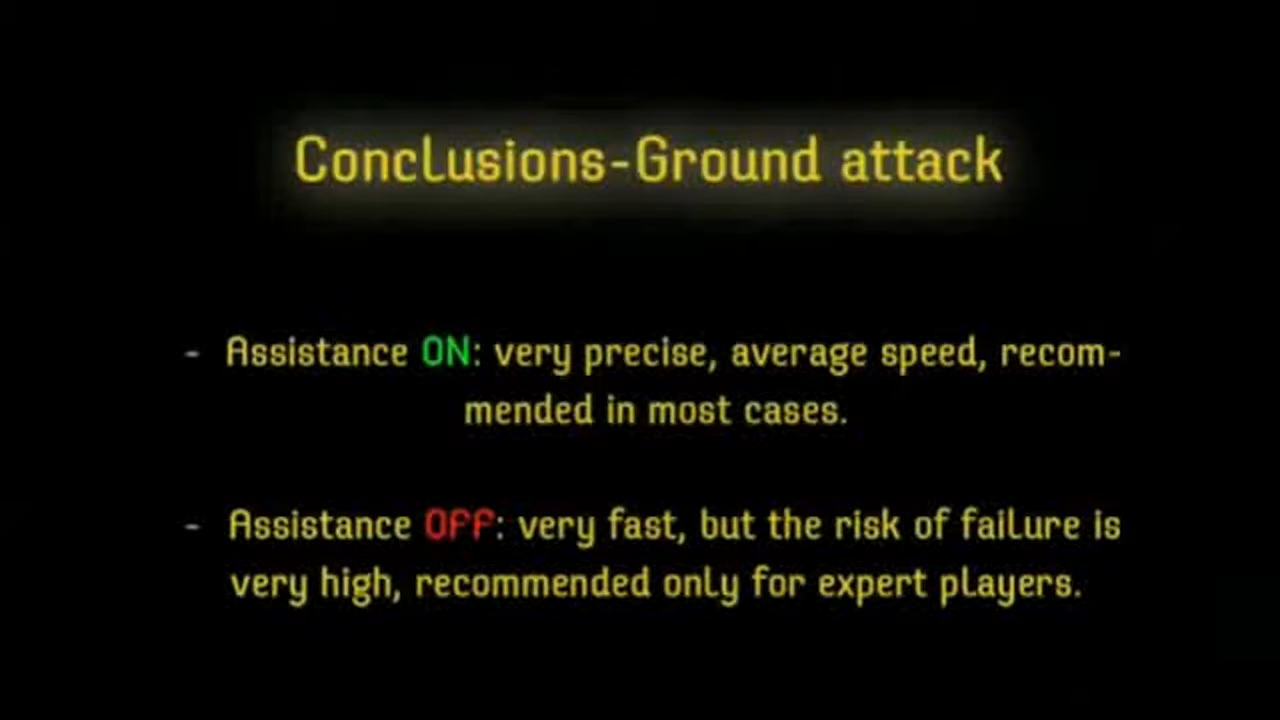 Conclusions-Ground attack
- Assistance ON: very precise, average speed, recom-
mended in most cases.
- Assistance OFF: very fast, but the risk of failure is
very high, recommended only for expert players.